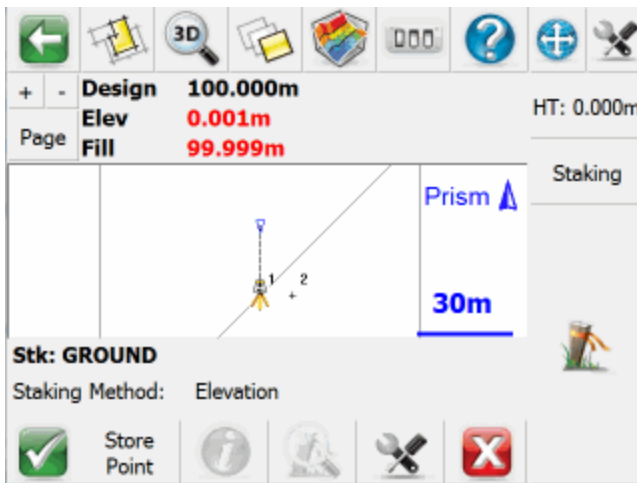 3D
+ - Design 100.000m
Elev 0.001m
Page
Fill 99.999m
HT: 0.000m
Staking
Prism
1 2
30m
Stk: GROUND
Staking Method: Elevation
Store
Point